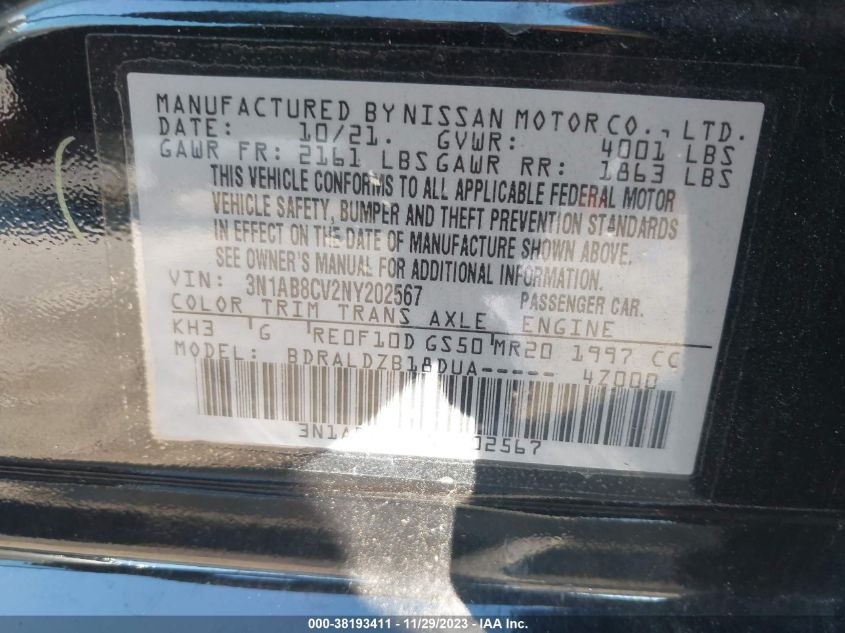 MANUFACTURED BY NISSAN MOTOR CO., LTD.
DATE: 10/21. GVWR: 4001 LBS
GAWR FR: 2161 LBS GAWR RR: 1863 LBS
THIS VEHICLE CONFORMS TO ALL APPLICABLE FEDERAL MOTOR
VEHICLE SAFETY, BUMPER AND THEFT PREVENTION STANDARDS
IN EFFECT ON THE DATE OF MANUFACTURE SHOWN ABOVE.
SEE OWNER'S MANUAL FOR ADDITIONAL INFORMATION.
VIN: 3N1AB8CV2NY202567 PASSENGER CAR.
COLOR TRIM TRANS AXLE ENGINE
KH3 G RE0F10D GS50 MR20 1997 CC
MODEL: BDRALDZB18DUA----- 4Z000
000-38193411 - 11/29/2023 - IAA Inc.